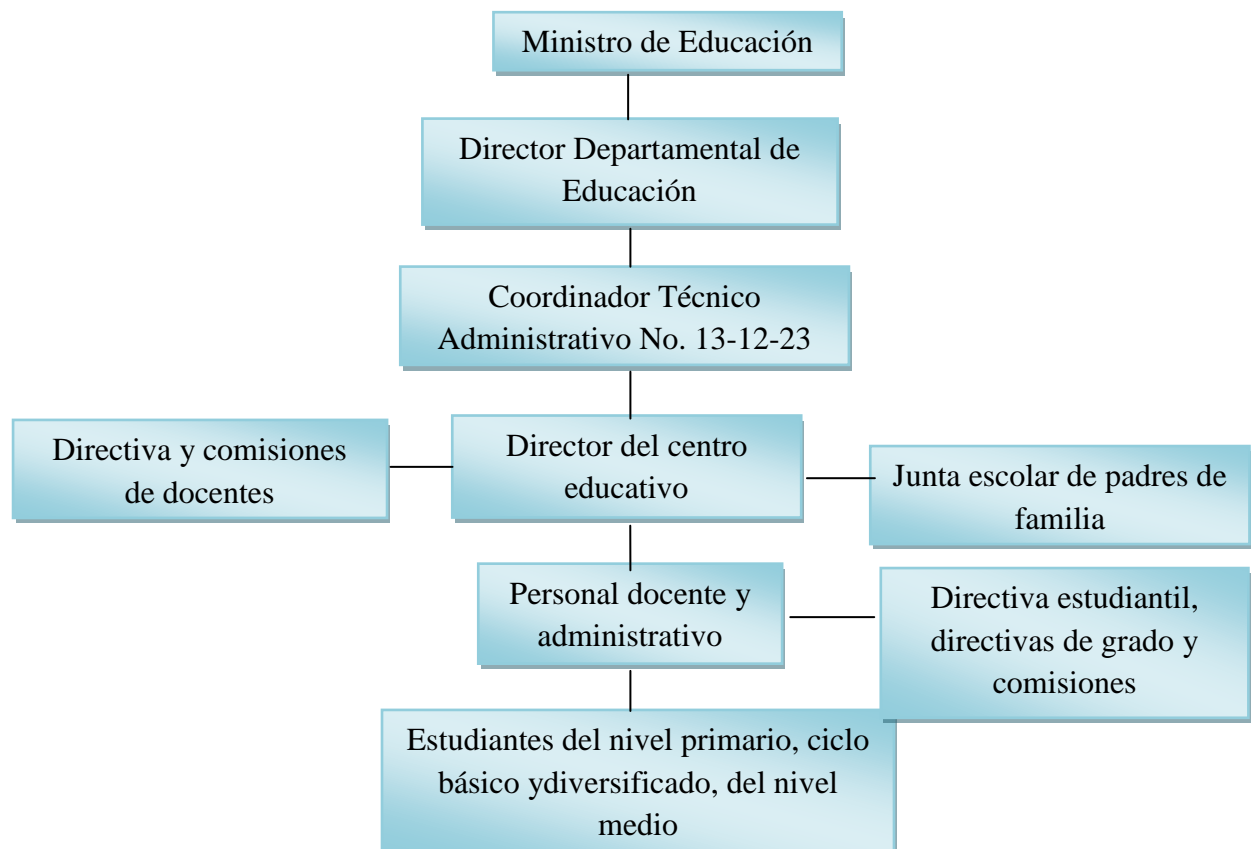 Ministro de Educación
Director Departamental de
Educación
Coordinador Técnico
Administrativo No. 13-12-23
Directiva y comisiones
de docentes
Director del centro
educativo
Junta escolar de padres de
familia
Personal docente y
administrativo
Directiva estudiantil,
directivas de grado y
comisiones
Estudiantes del nivel primario, ciclo
básico ydiversificado, del nivel
medio